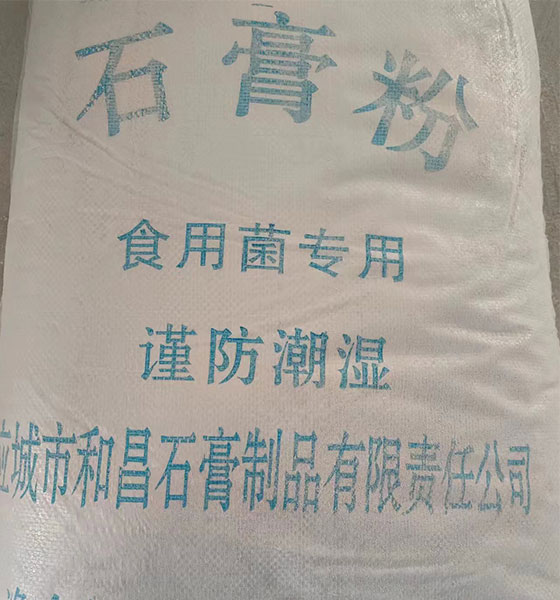 石膏粉
食用菌专用
谨防潮湿
应城市和昌石膏制品有限责任公司